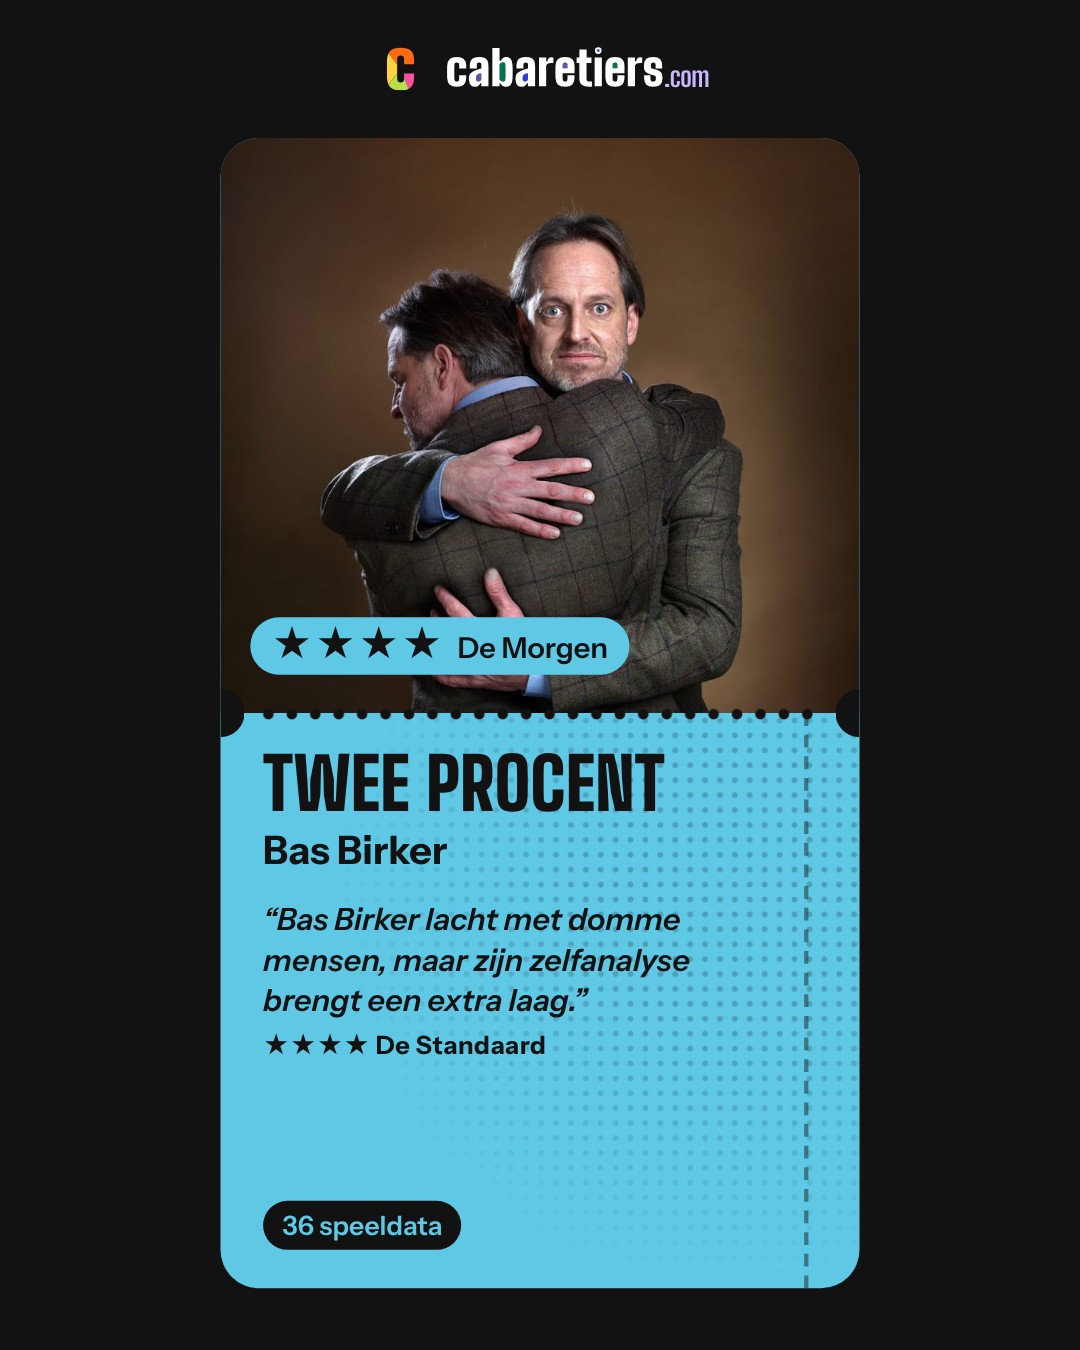 cabaretiers.com
★★★★ De Morgen
TWEE PROCENT
Bas Birker
“Bas Birker lacht met domme
mensen, maar zijn zelfanalyse
brengt een extra laag.”
★★★★ De Standaard
36 speeldata